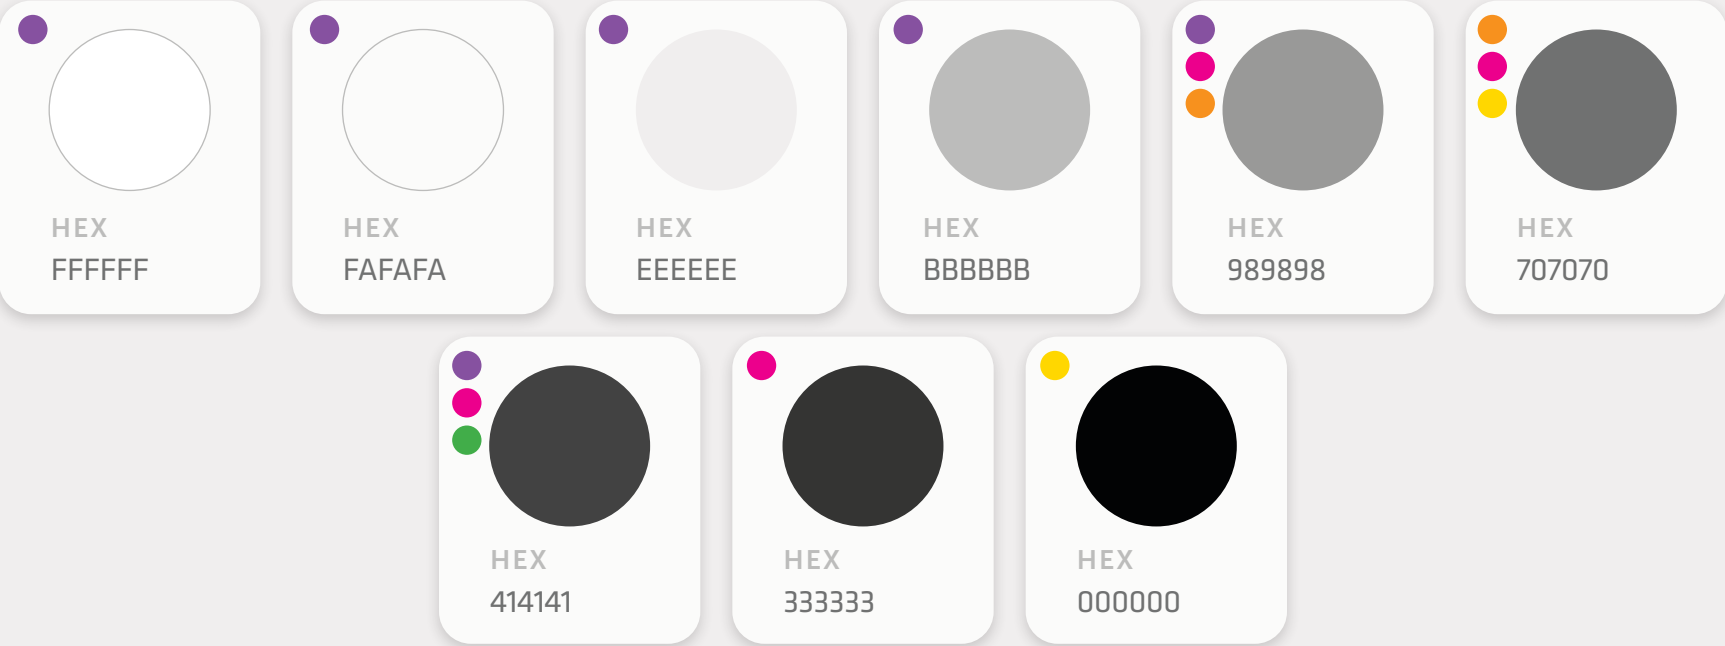 HEX
FFFFFF
HEX
FAFAFA
HEX
EEEEEE
HEX
BBBBBB
HEX
989898
HEX
707070
HEX
414141
HEX
333333
HEX
000000